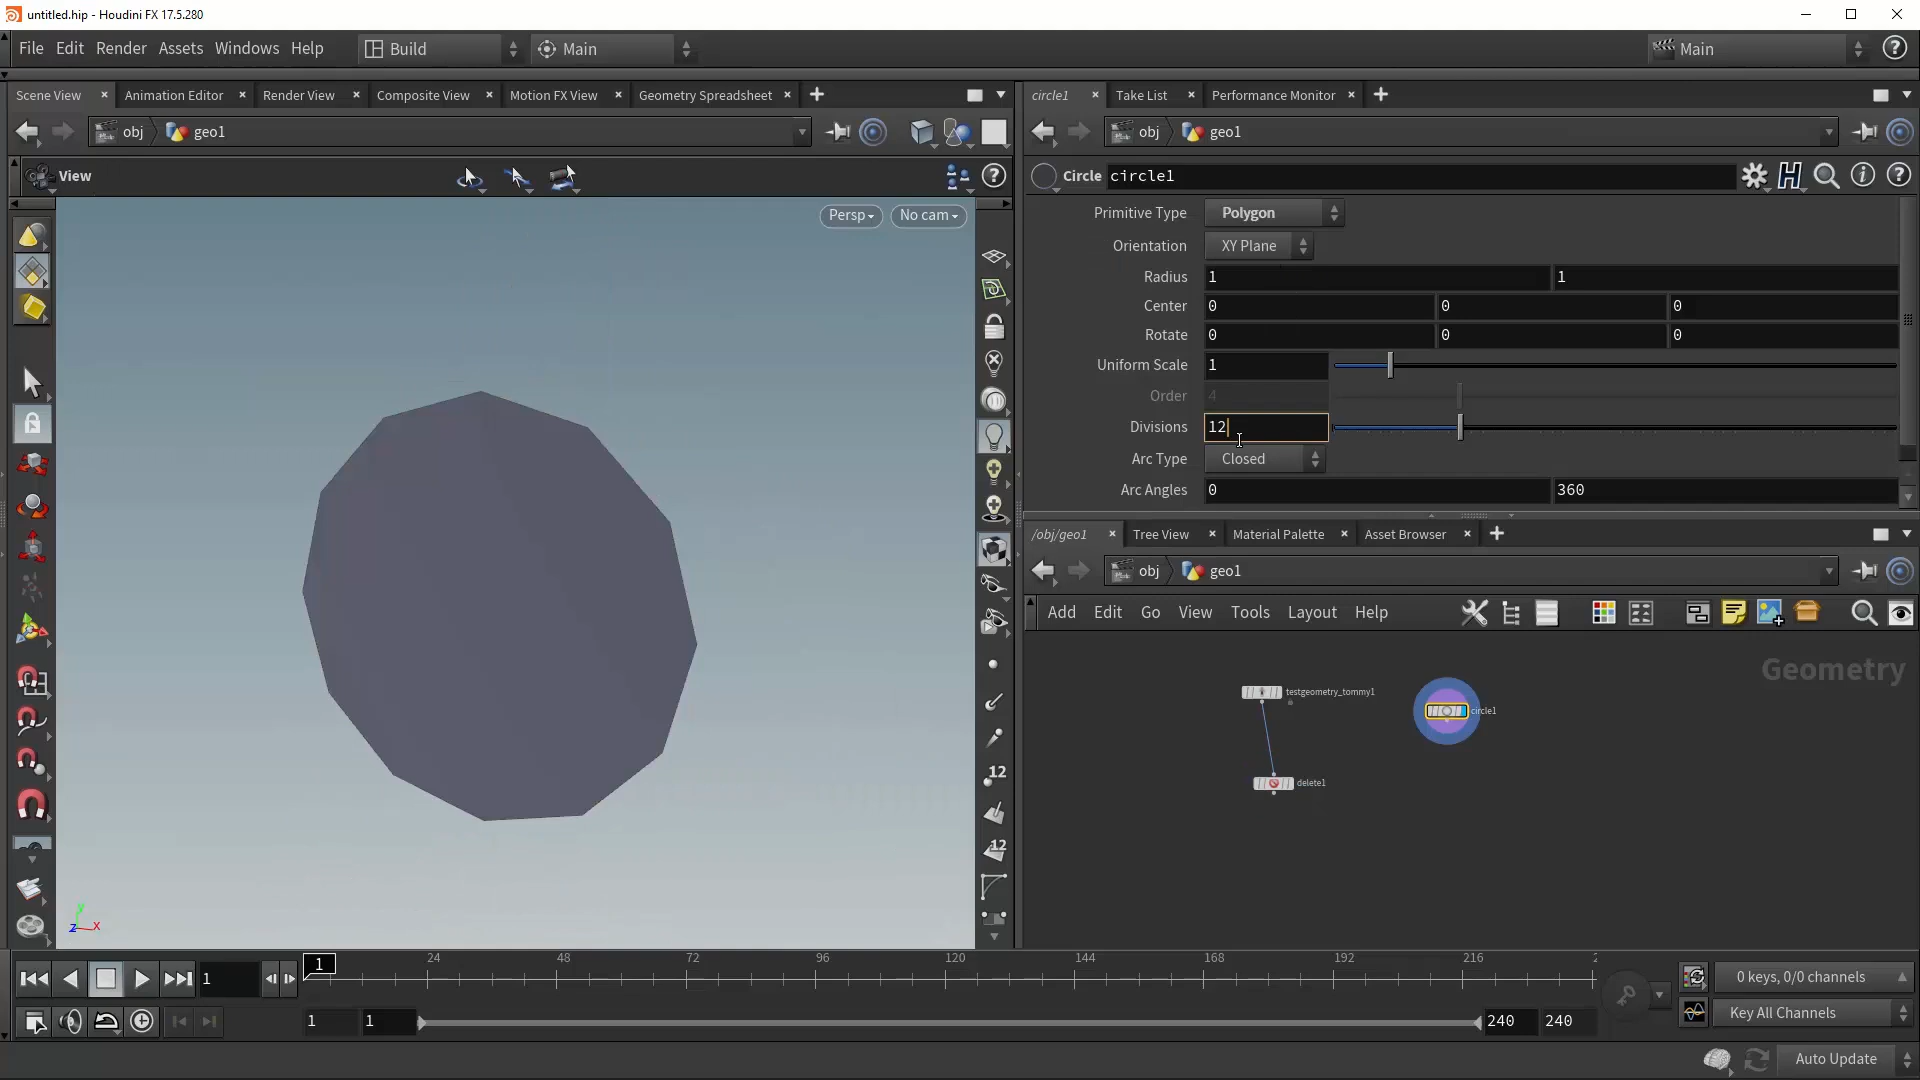 untitled.hip - Houdini FX 17.5.280
File Edit Render Assets Windows Help Build Main Main
Scene View Animation Editor Render View Composite View Motion FX View Geometry Spreadsheet
obj geo1
View
Persp No cam
circle1 Take List Performance Monitor
obj geo1
Circle circle1
Primitive Type Polygon
Orientation XY Plane
Radius 1 1
Center 0 0 0
Rotate 0 0 0
Uniform Scale 1
Order 4
Divisions 12
Arc Type Closed
Arc Angles 0 360
/obj/geo1 Tree View Material Palette Asset Browser
obj geo1
Add Edit Go View Tools Layout Help
Geometry
testgeometry_tommy1
circle1
delete1
12
12
y
z x
1 1 24 48 72 96 120 144 168 192 216 2
0 keys, 0/0 channels
1 1 240 240
Key All Channels
Auto Update